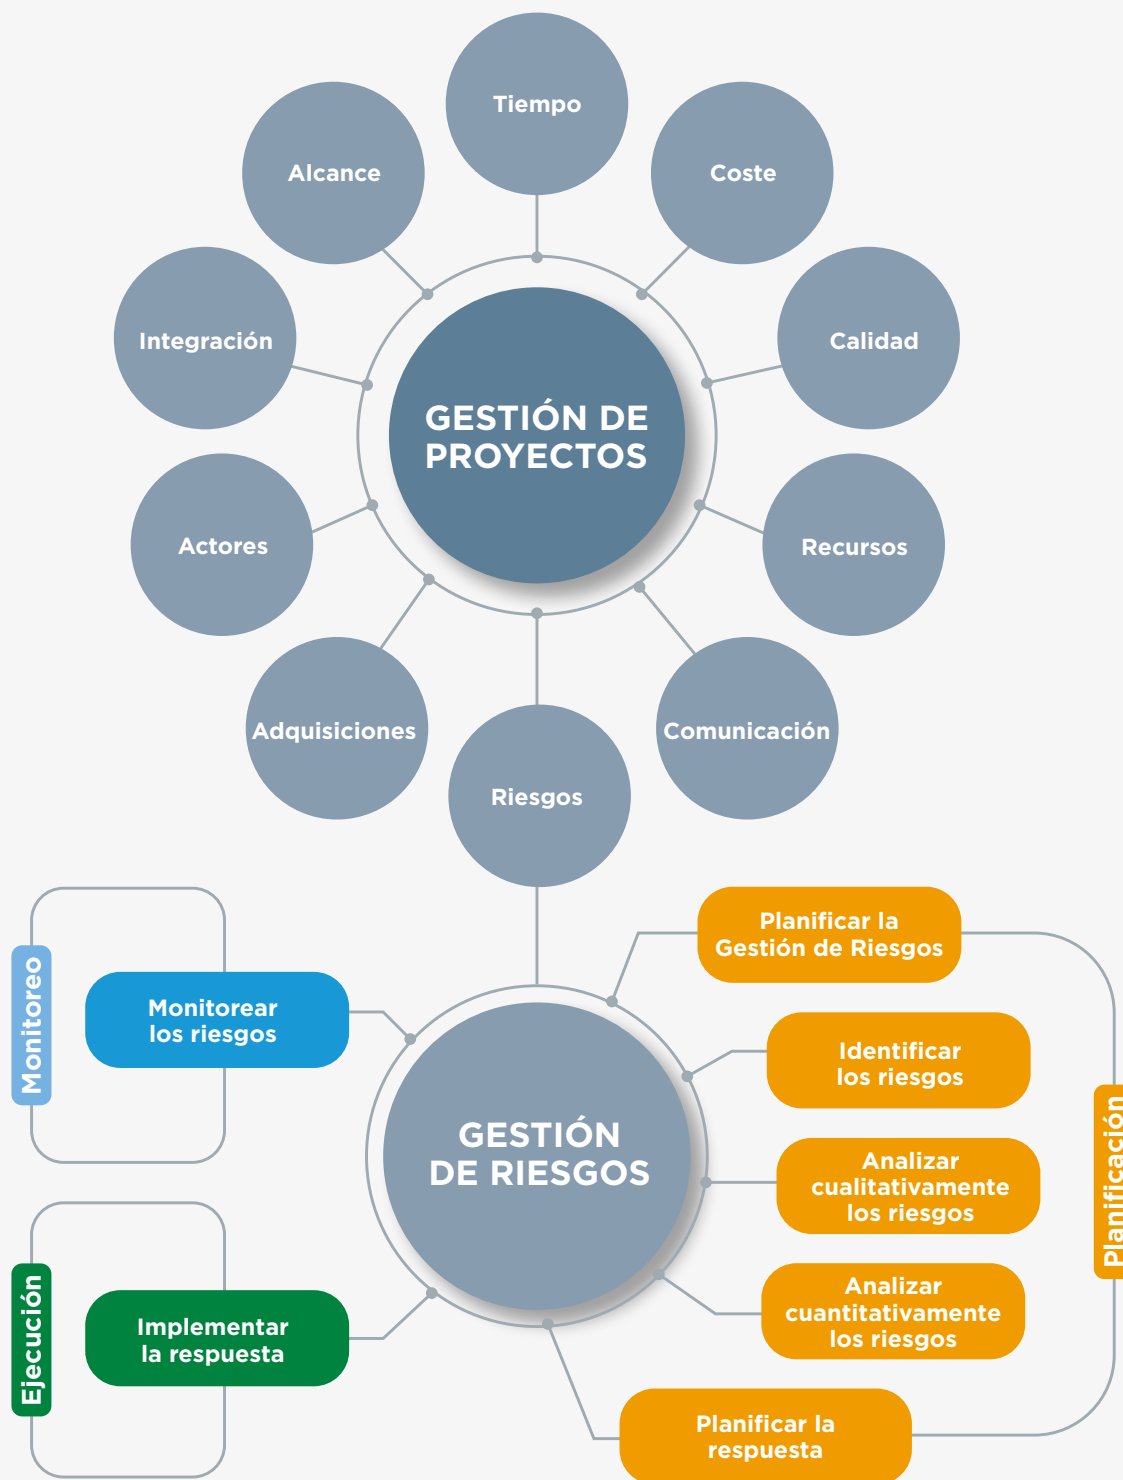 Tiempo
Alcance
Coste
Integración
Calidad
GESTIÓN DE
PROYECTOS
Actores
Recursos
Adquisiciones
Comunicación
Riesgos
Planificar la
Gestión de Riesgos
Monitoreo
Monitorear
los riesgos
Identificar
los riesgos
GESTIÓN
DE RIESGOS
Analizar
cualitativamente
los riesgos
Planificación
Analizar
cuantitativamente
los riesgos
Ejecución
Implementar
la respuesta
Planificar la
respuesta